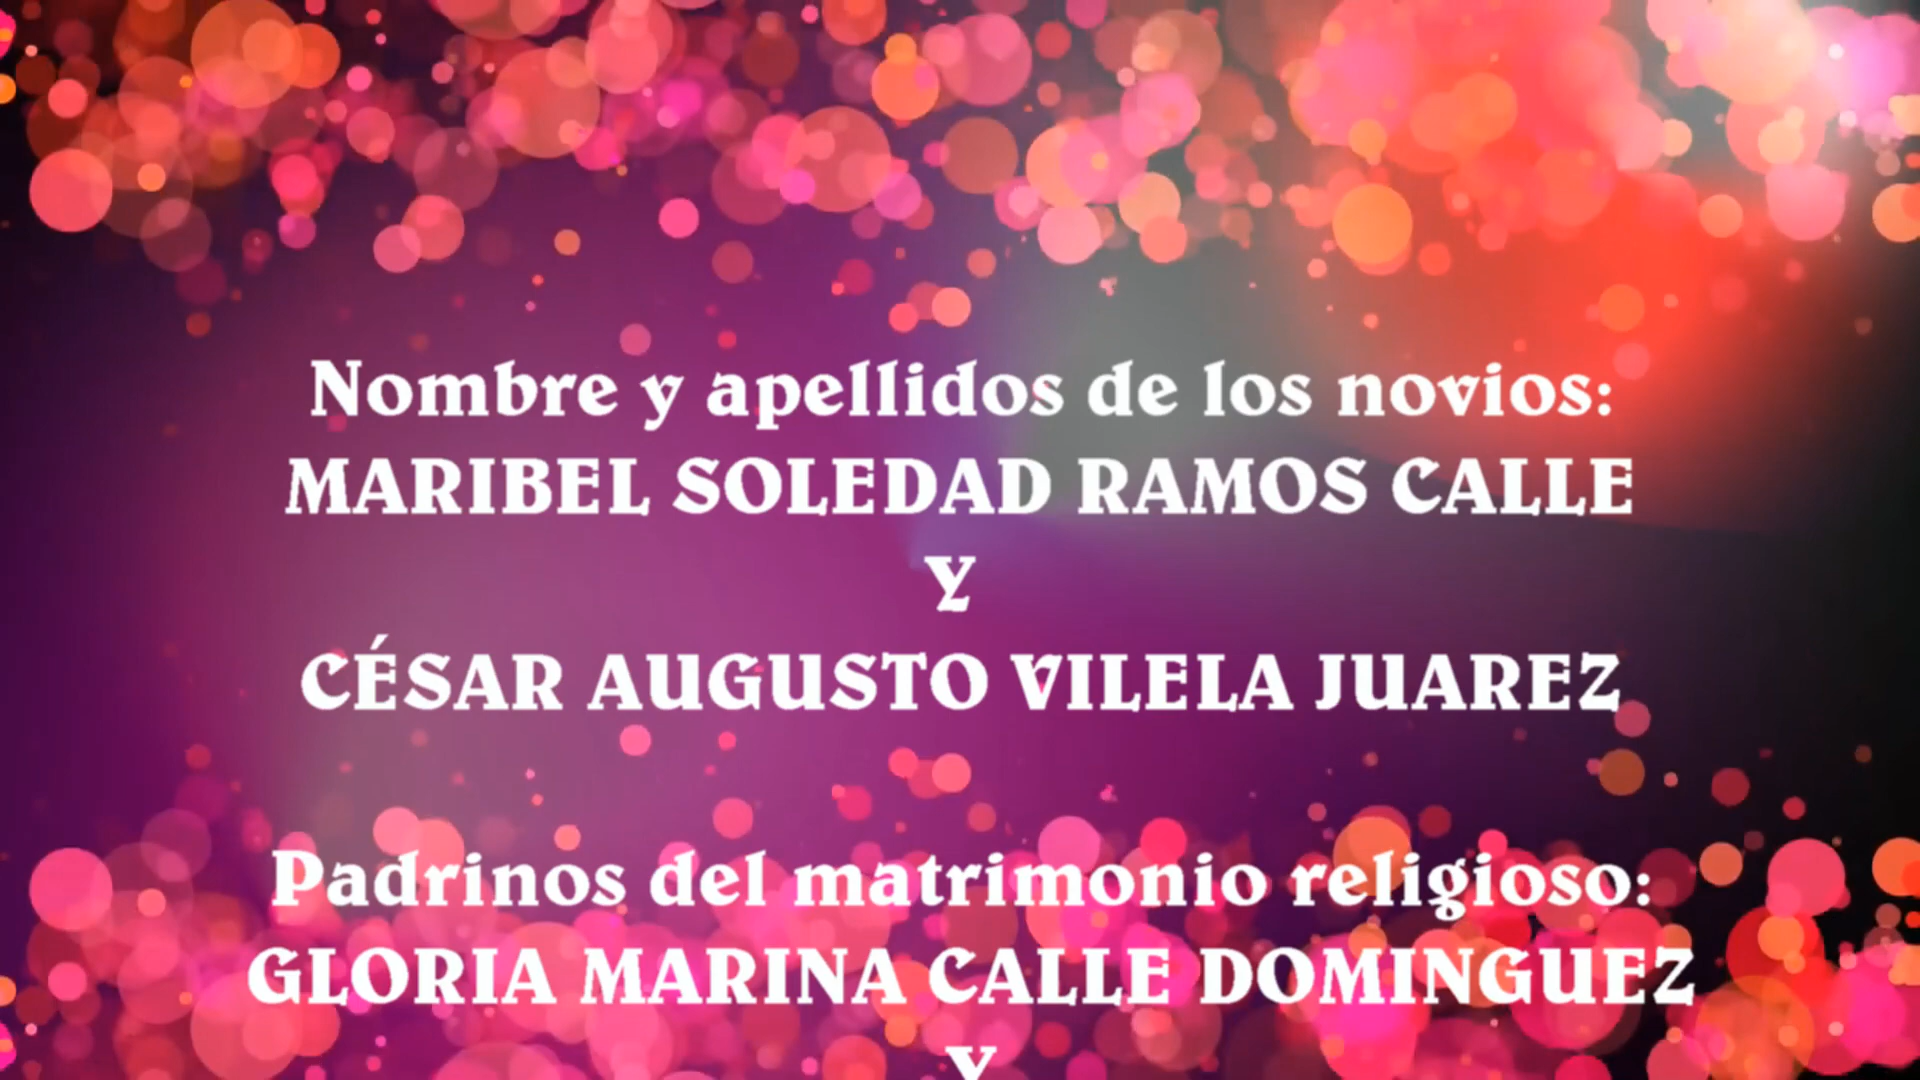 Nombre y apellidos de los novios:
MARIBEL SOLEDAD RAMOS CALLE
Y
CÉSAR AUGUSTO VILELA JUAREZ
Padrinos del matrimonio religioso:
GLORIA MARINA CALLE DOMINGUEZ
Y